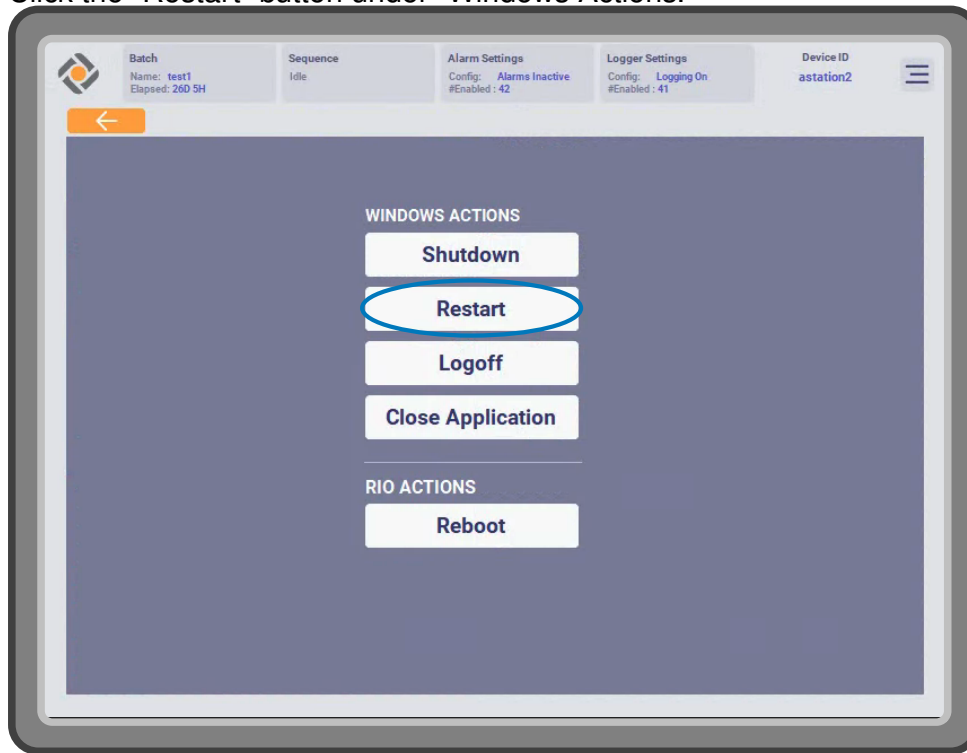 Click the "Restart" button under "Windows Actions.
Batch
Name: test1
Elapsed: 26D 5H
Sequence
Idle
Alarm Settings
Config: Alarms Inactive
#Enabled : 42
Logger Settings
Config: Logging On
#Enabled : 41
Device ID
astation2
WINDOWS ACTIONS
Shutdown
Restart
Logoff
Close Application
RIO ACTIONS
Reboot